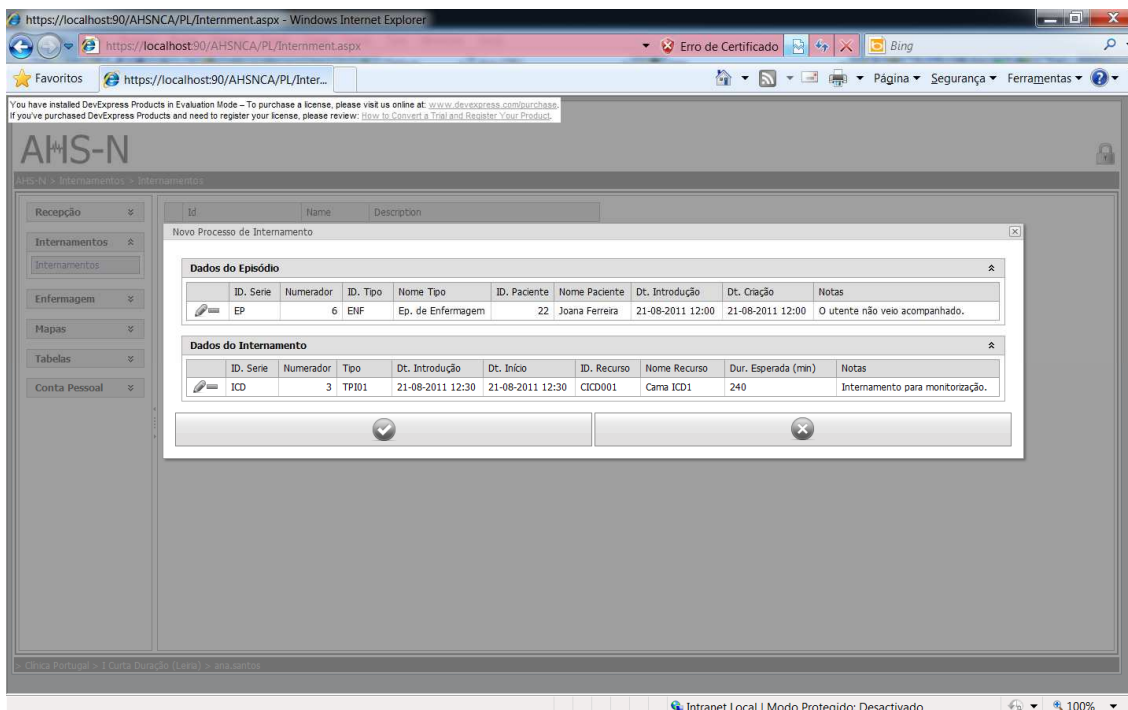 https://localhost:90/AHSNCA/PL/Internment.aspx - Windows Internet Explorer
https://localhost:90/AHSNCA/PL/Internment.aspx Erro de Certificado Bing
Favoritos https://localhost:90/AHSNCA/PL/Inter... Página Segurança Ferramentas
You have installed DevExpress Products in Evaluation Mode – To purchase a license, please visit us online at: www.devexpress.com/purchase.
If you've purchased DevExpress Products and need to register your license, please review: How to Convert a Trial and Register Your Product.
AHS-N
AHS-N > Internamentos > Internamentos
Recepção
Internamentos
Internamentos
Enfermagem
Mapas
Tabelas
Conta Pessoal
Id Name Description
Novo Processo de Internamento
Dados do Episódio
ID. Serie Numerador ID. Tipo Nome Tipo ID. Paciente Nome Paciente Dt. Introdução Dt. Criação Notas
EP 6 ENF Ep. de Enfermagem 22 Joana Ferreira 21-08-2011 12:00 21-08-2011 12:00 O utente não veio acompanhado.
Dados do Internamento
ID. Serie Numerador Tipo Dt. Introdução Dt. Início ID. Recurso Nome Recurso Dur. Esperada (min) Notas
ICD 3 TPI01 21-08-2011 12:30 21-08-2011 12:30 CICD001 Cama ICD1 240 Internamento para monitorização.
> Clínica Portugal > I Curta Duração (Leiria) > ana.santos
Intranet Local | Modo Protegido: Desactivado 100%